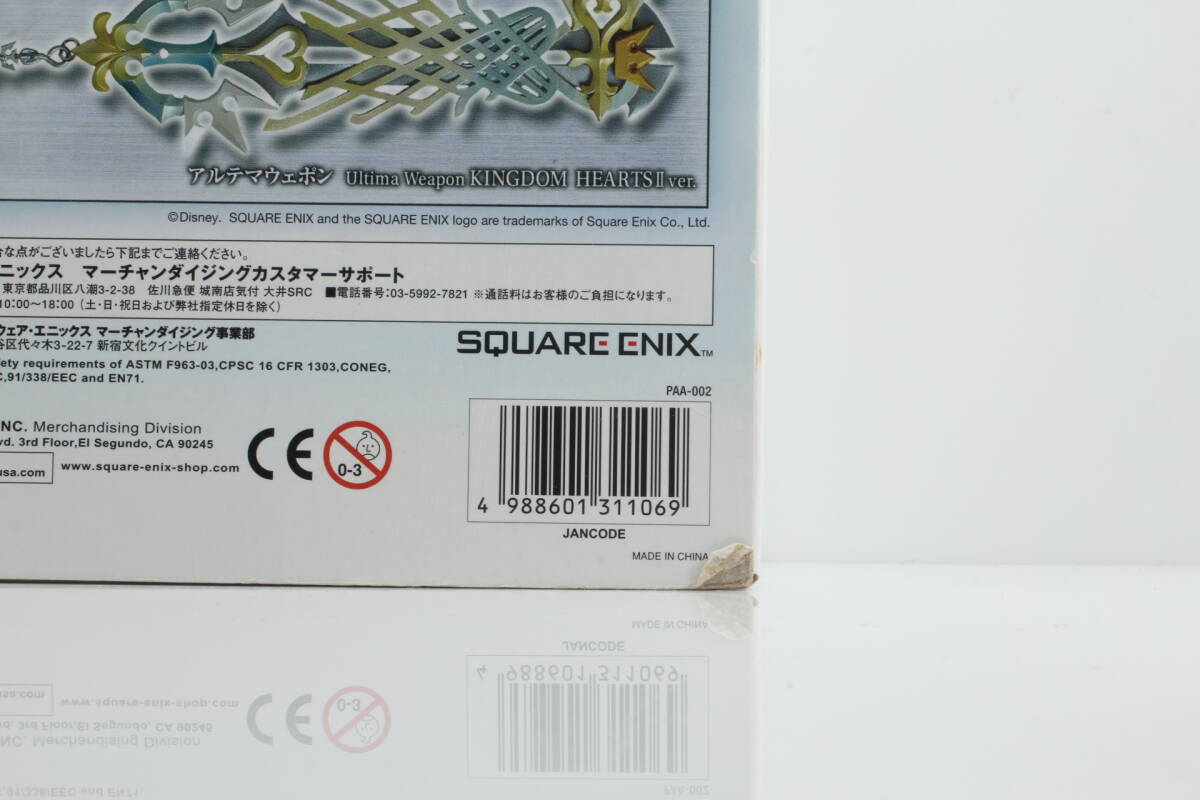 アルテマウェポン Ultima Weapon KINGDOM HEARTSII ver.
©Disney. SQUARE ENIX and the SQUARE ENIX logo are trademarks of Square Enix Co., Ltd.
な点がございましたら下記までご連絡ください。
ニックス マーチャンダイジングカスタマーサポート
東京都品川区八潮3-2-38 佐川急便 城南店気付 大井SRC ■電話番号:03-5992-7821 ※通話料はお客様のご負担になります。
10:00〜18:00 (土・日・祝日および弊社指定休日を除く)
ウェア・エニックス マーチャンダイジング事業部
谷区代々木3-22-7 新宿文化クイントビル
SQUARE ENIX™
fety requirements of ASTM F963-03,CPSC 16 CFR 1303,CONEG,
C,91/338/EEC and EN71.
PAA-002
NC. Merchandising Division
vd. 3rd Floor,El Segundo, CA 90245
usa.com www.square-enix-shop.com
CE
0-3
4 988601 311069
JANCODE
MADE IN CHINA